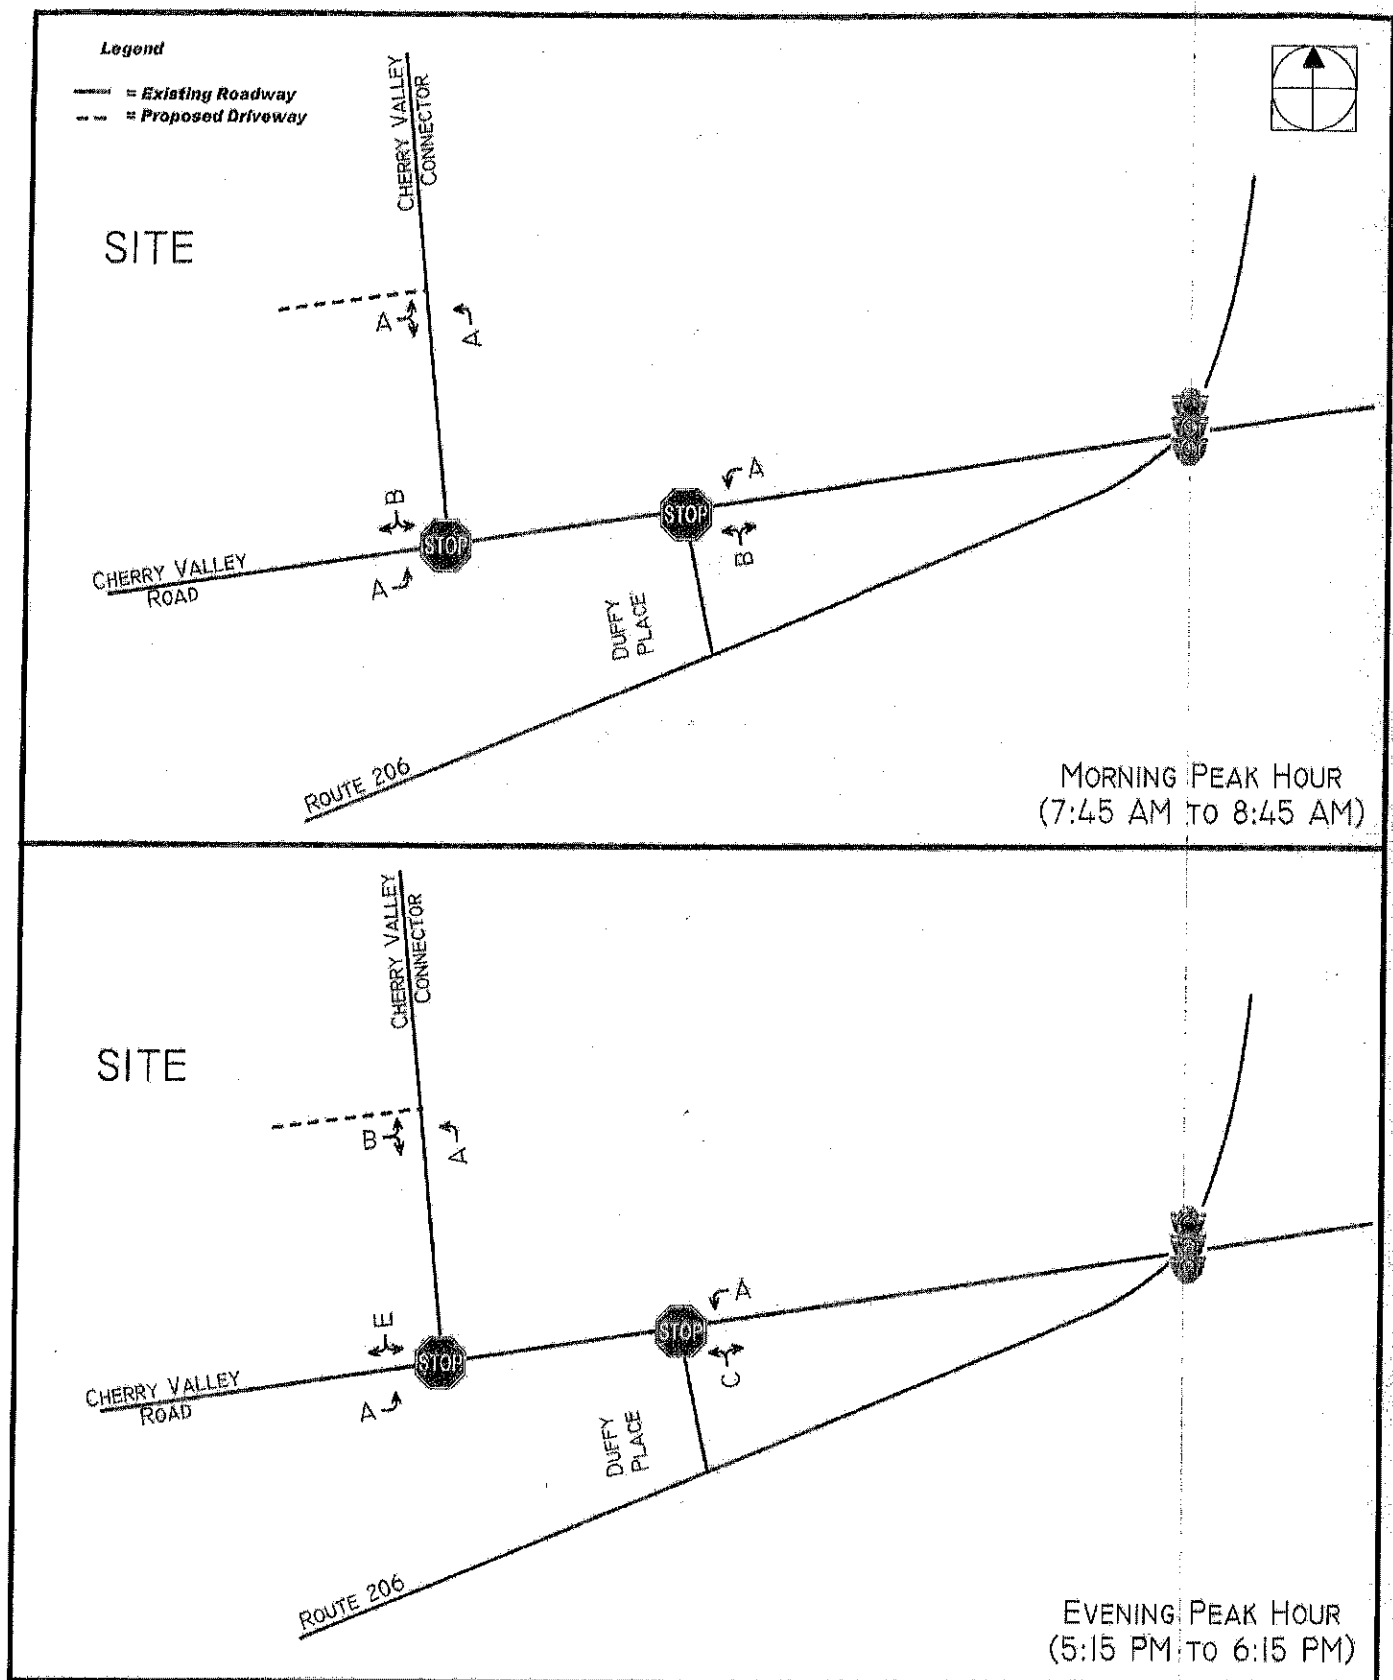 Legend
= Existing Roadway
= Proposed Driveway
CHERRY VALLEY
CONNECTOR
SITE
A
A
B
STOP
A
CHERRY VALLEY
ROAD
STOP
A
B
DUFFY
PLACE
ROUTE 206
MORNING PEAK HOUR
(7:45 AM TO 8:45 AM)
CHERRY VALLEY
CONNECTOR
SITE
B
A
E
STOP
A
CHERRY VALLEY
ROAD
STOP
A
C
DUFFY
PLACE
ROUTE 206
EVENING PEAK HOUR
(5:15 PM TO 6:15 PM)